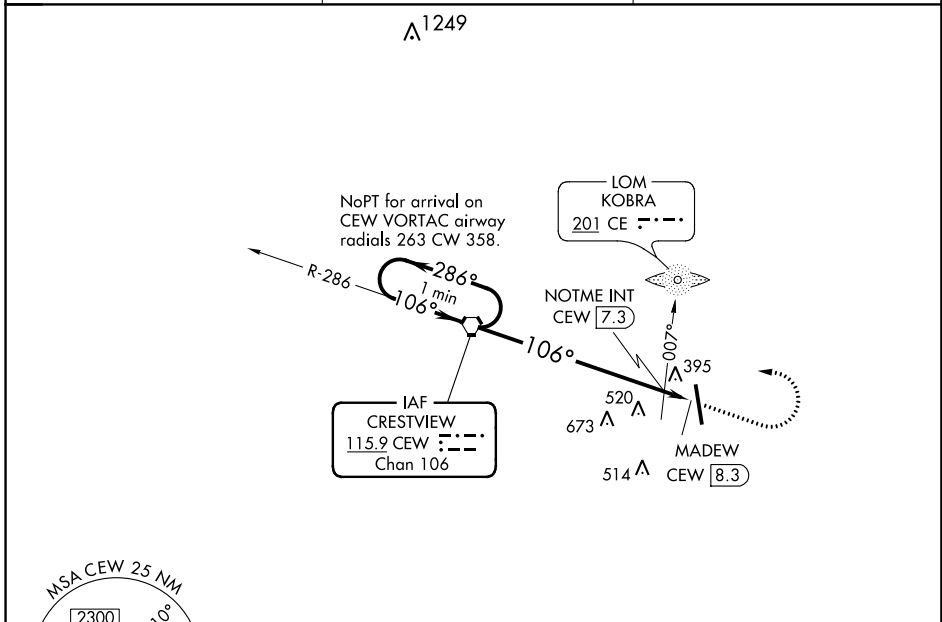 1249
LOM
KOBRA
201 CE
NoPT for arrival on
CEW VORTAC airway
radials 263 CW 358.
R-286
286°
1 min
106°
NOTME INT
CEW 7.3
007°
106°
395
520
673
IAF
CRESTVIEW
115.9 CEW
Chan 106
MADEW
CEW 8.3
514
MSA CEW 25 NM
2300
10°